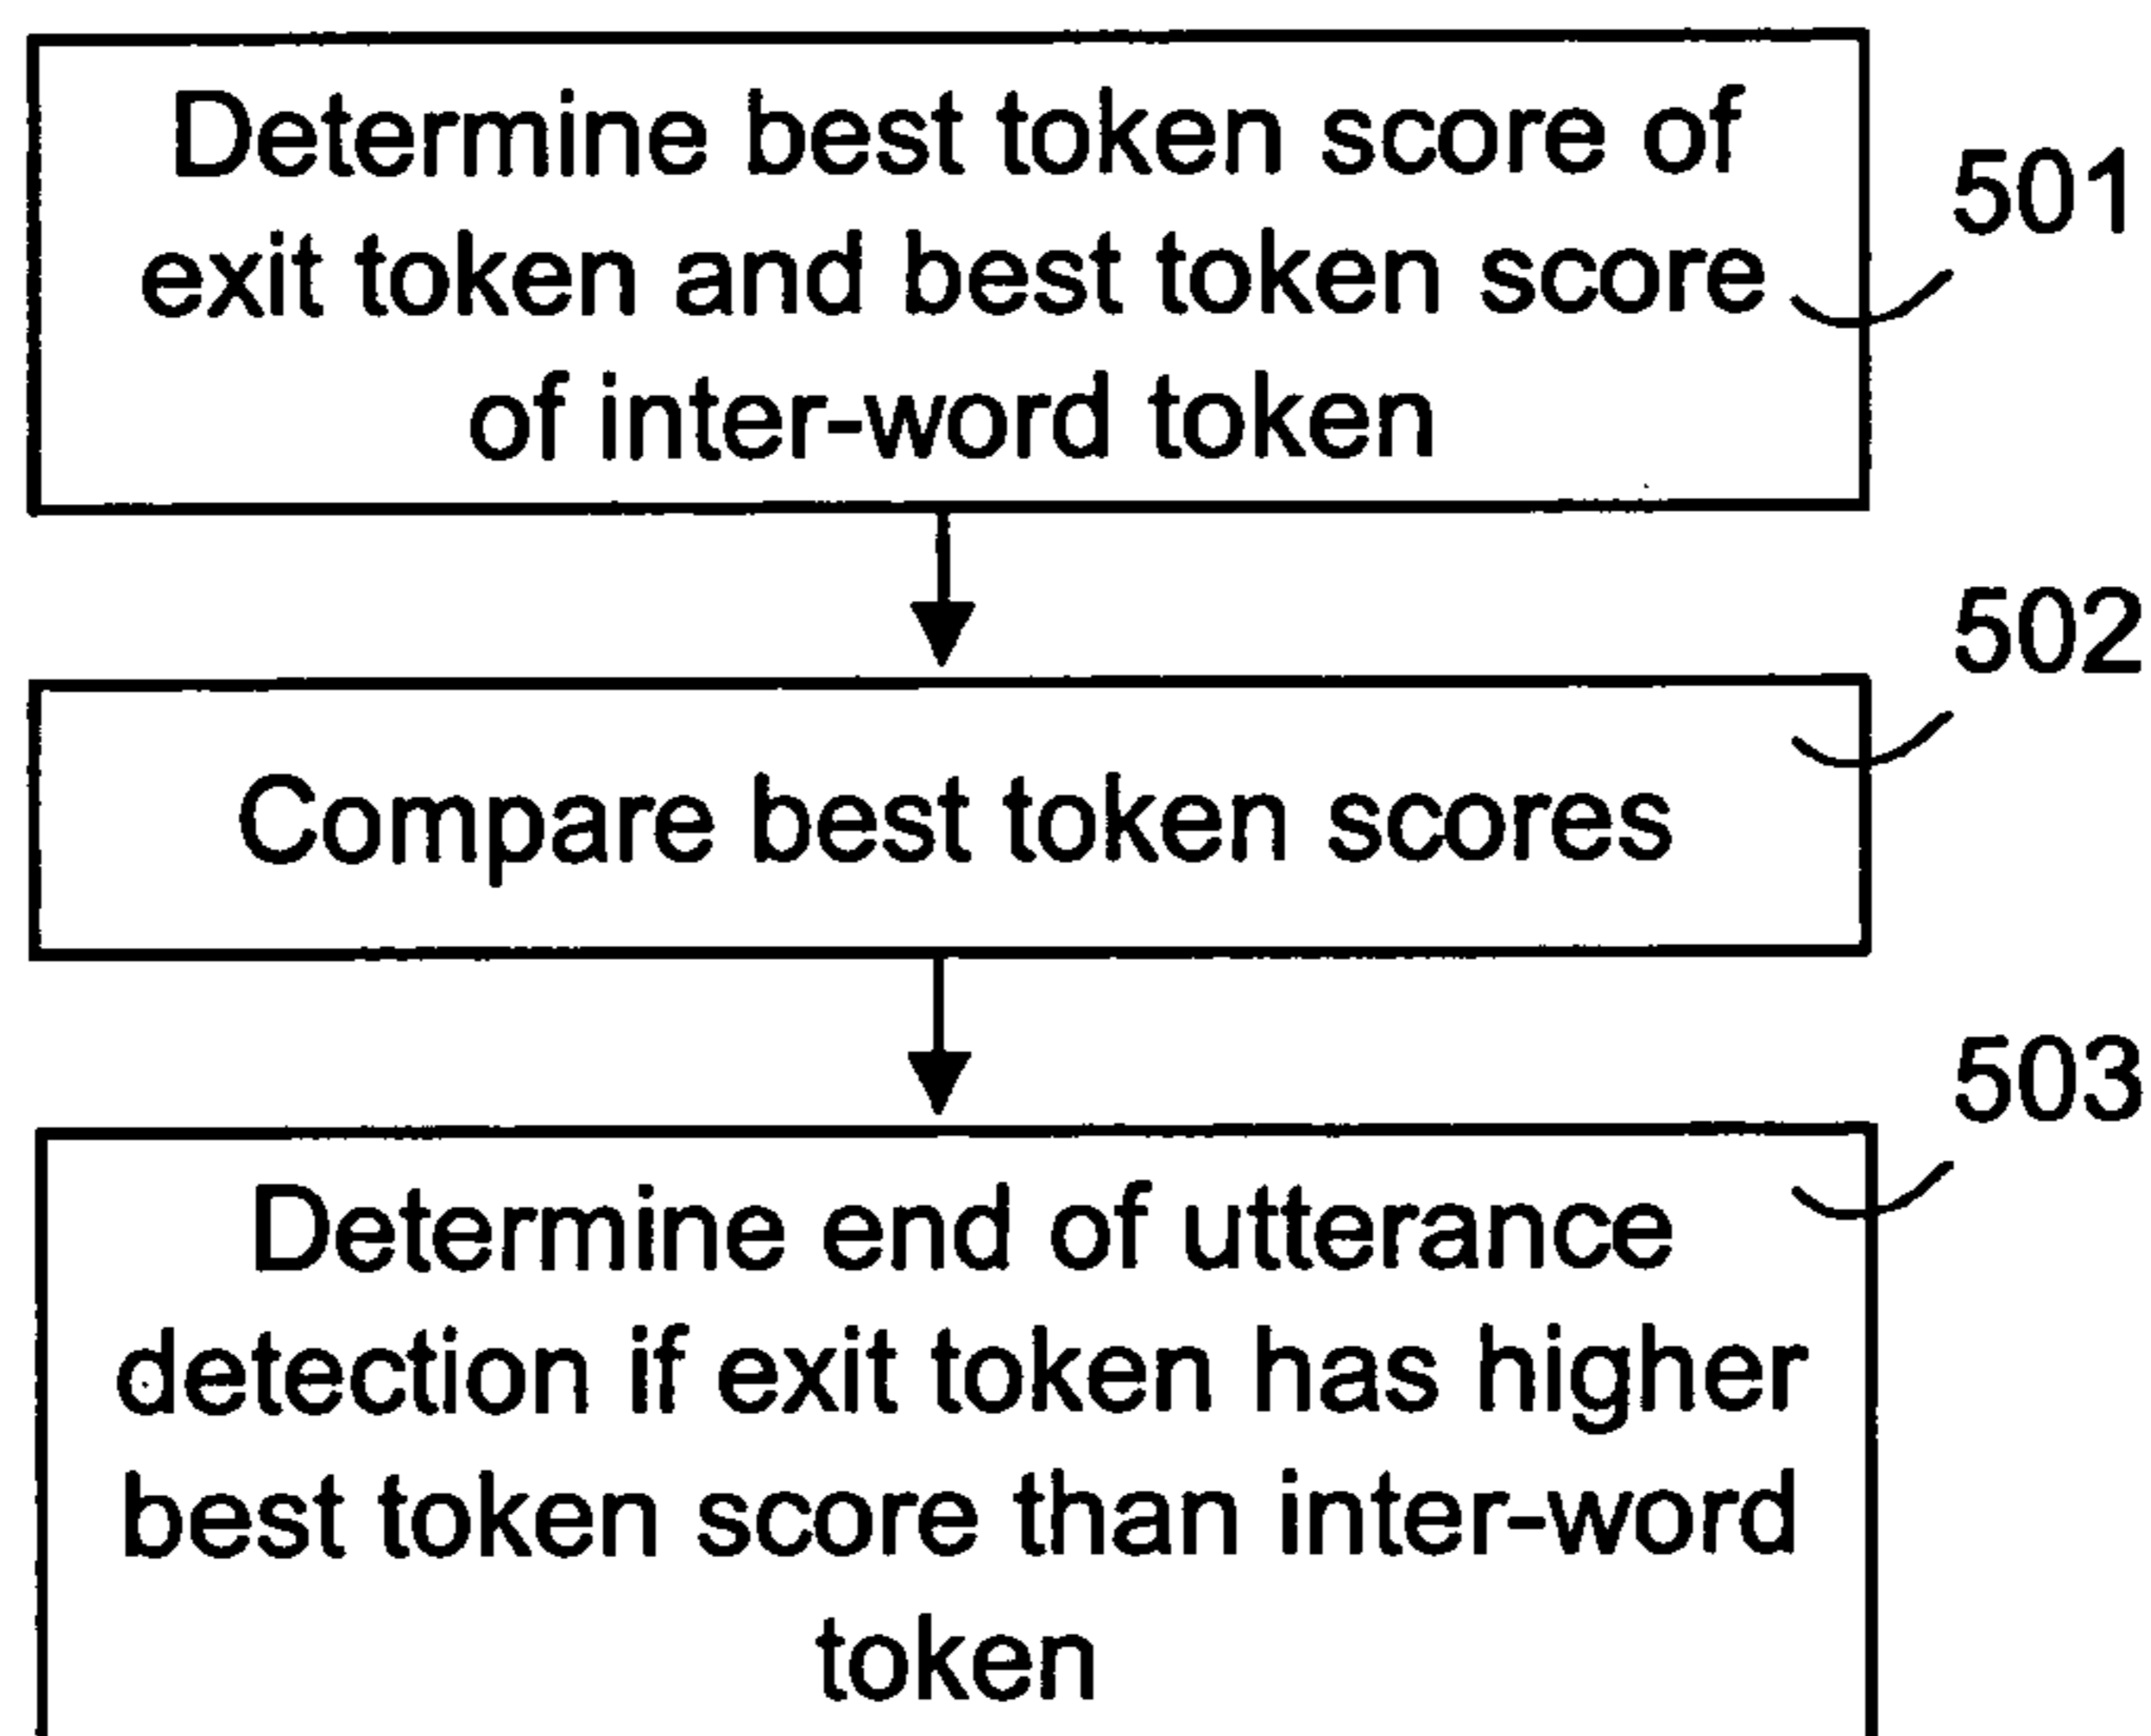 Determine best token score of
exit token and best token score
of inter-word token
501
Compare best token scores
502
Determine end of utterance
detection if exit token has higher
best token score than inter-word
token
503